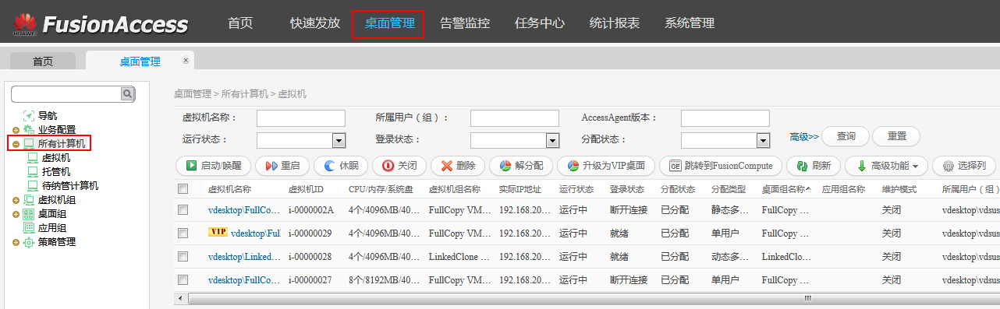 HUAWEI FusionAccess 首页 快速发放 桌面管理 告警监控 任务中心 统计报表 系统管理
首页 桌面管理
导航
业务配置
所有计算机
虚拟机
托管机
待纳管计算机
虚拟机组
桌面组
应用组
策略管理
桌面管理 > 所有计算机 > 虚拟机
虚拟机名称： 所属用户（组）： AccessAgent版本：
运行状态： 登录状态： 分配状态： 高级>> 查询 重置
启动/唤醒 重启 休眠 关闭 删除 解分配 升级为VIP桌面 GE 跳转到FusionCompute 刷新 高级功能 选择列
虚拟机名称 虚拟机ID CPU/内存/系统盘 虚拟机组名称 实际IP地址 运行状态 登录状态 分配状态 分配类型 桌面组名称 应用组名称 维护模式 所属用户（组）
vdesktop\FullCo... i-0000002A 4个/4096MB/40... FullCopy VM... 192.168.20... 运行中 断开连接 已分配 静态多... FullCopy ... 关闭 vdesktop\vdsus
VIP vdesktop\Ful i-00000029 4个/4096MB/40... FullCopy VM... 192.168.20... 运行中 就绪 已分配 单用户 FullCopy ... 关闭 vdesktop\vdsus
vdesktop\Linked... i-00000028 4个/4096MB/40... LinkedClone ... 192.168.20... 运行中 就绪 已分配 动态多... LinkedClo... 关闭 vdesktop\vdsus
vdesktop\FullCo... i-00000027 8个/8192MB/40... FullCopy VM... 192.168.20... 运行中 断开连接 已分配 单用户 FullCopy ... 关闭 vdesktop\vdsus